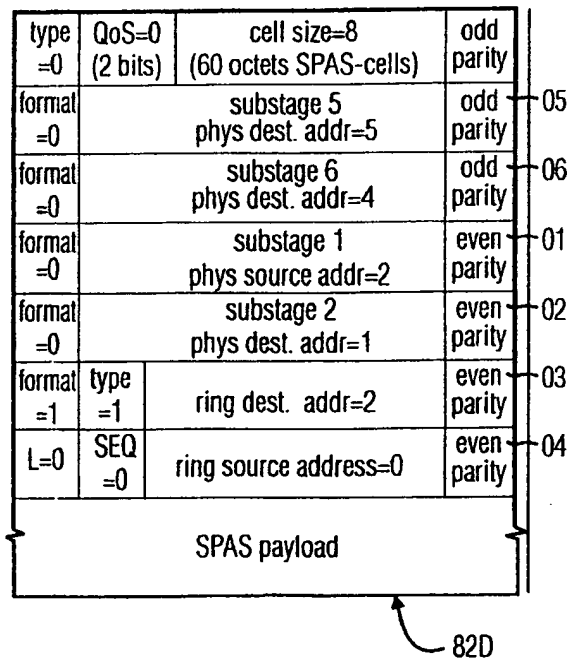 type =0 QoS=0 (2 bits) cell size=8 (60 octets SPAS-cells) odd parity
format =0 substage 5 phys dest. addr=5 odd parity 05
format =0 substage 6 phys dest. addr=4 odd parity 06
format =0 substage 1 phys source addr=2 even parity 01
format =0 substage 2 phys dest. addr=1 even parity 02
format =1 type =1 ring dest. addr=2 even parity 03
L=0 SEQ =0 ring source address=0 even parity 04
SPAS payload
82D